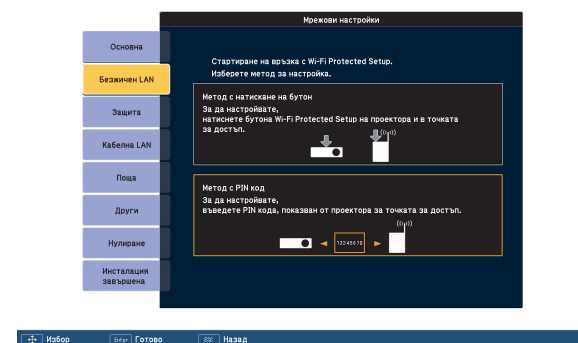 Мрежови настройки
Основна
Безжичен LAN
Защита
Кабелна LAN
Поща
Други
Нулиране
Инсталация
завършена
Стартиране на връзка с Wi-Fi Protected Setup.
Изберете метод за настройка.
Метод с натискане на бутон
За да настройвате,
натиснете бутона Wi-Fi Protected Setup на проектора и в точката
за достъп.
Метод с PIN код
За да настройвате,
въведете PIN кода, показван от проектора за точката за достъп.
12345678
Избор
Enter Готово
ESC Назад